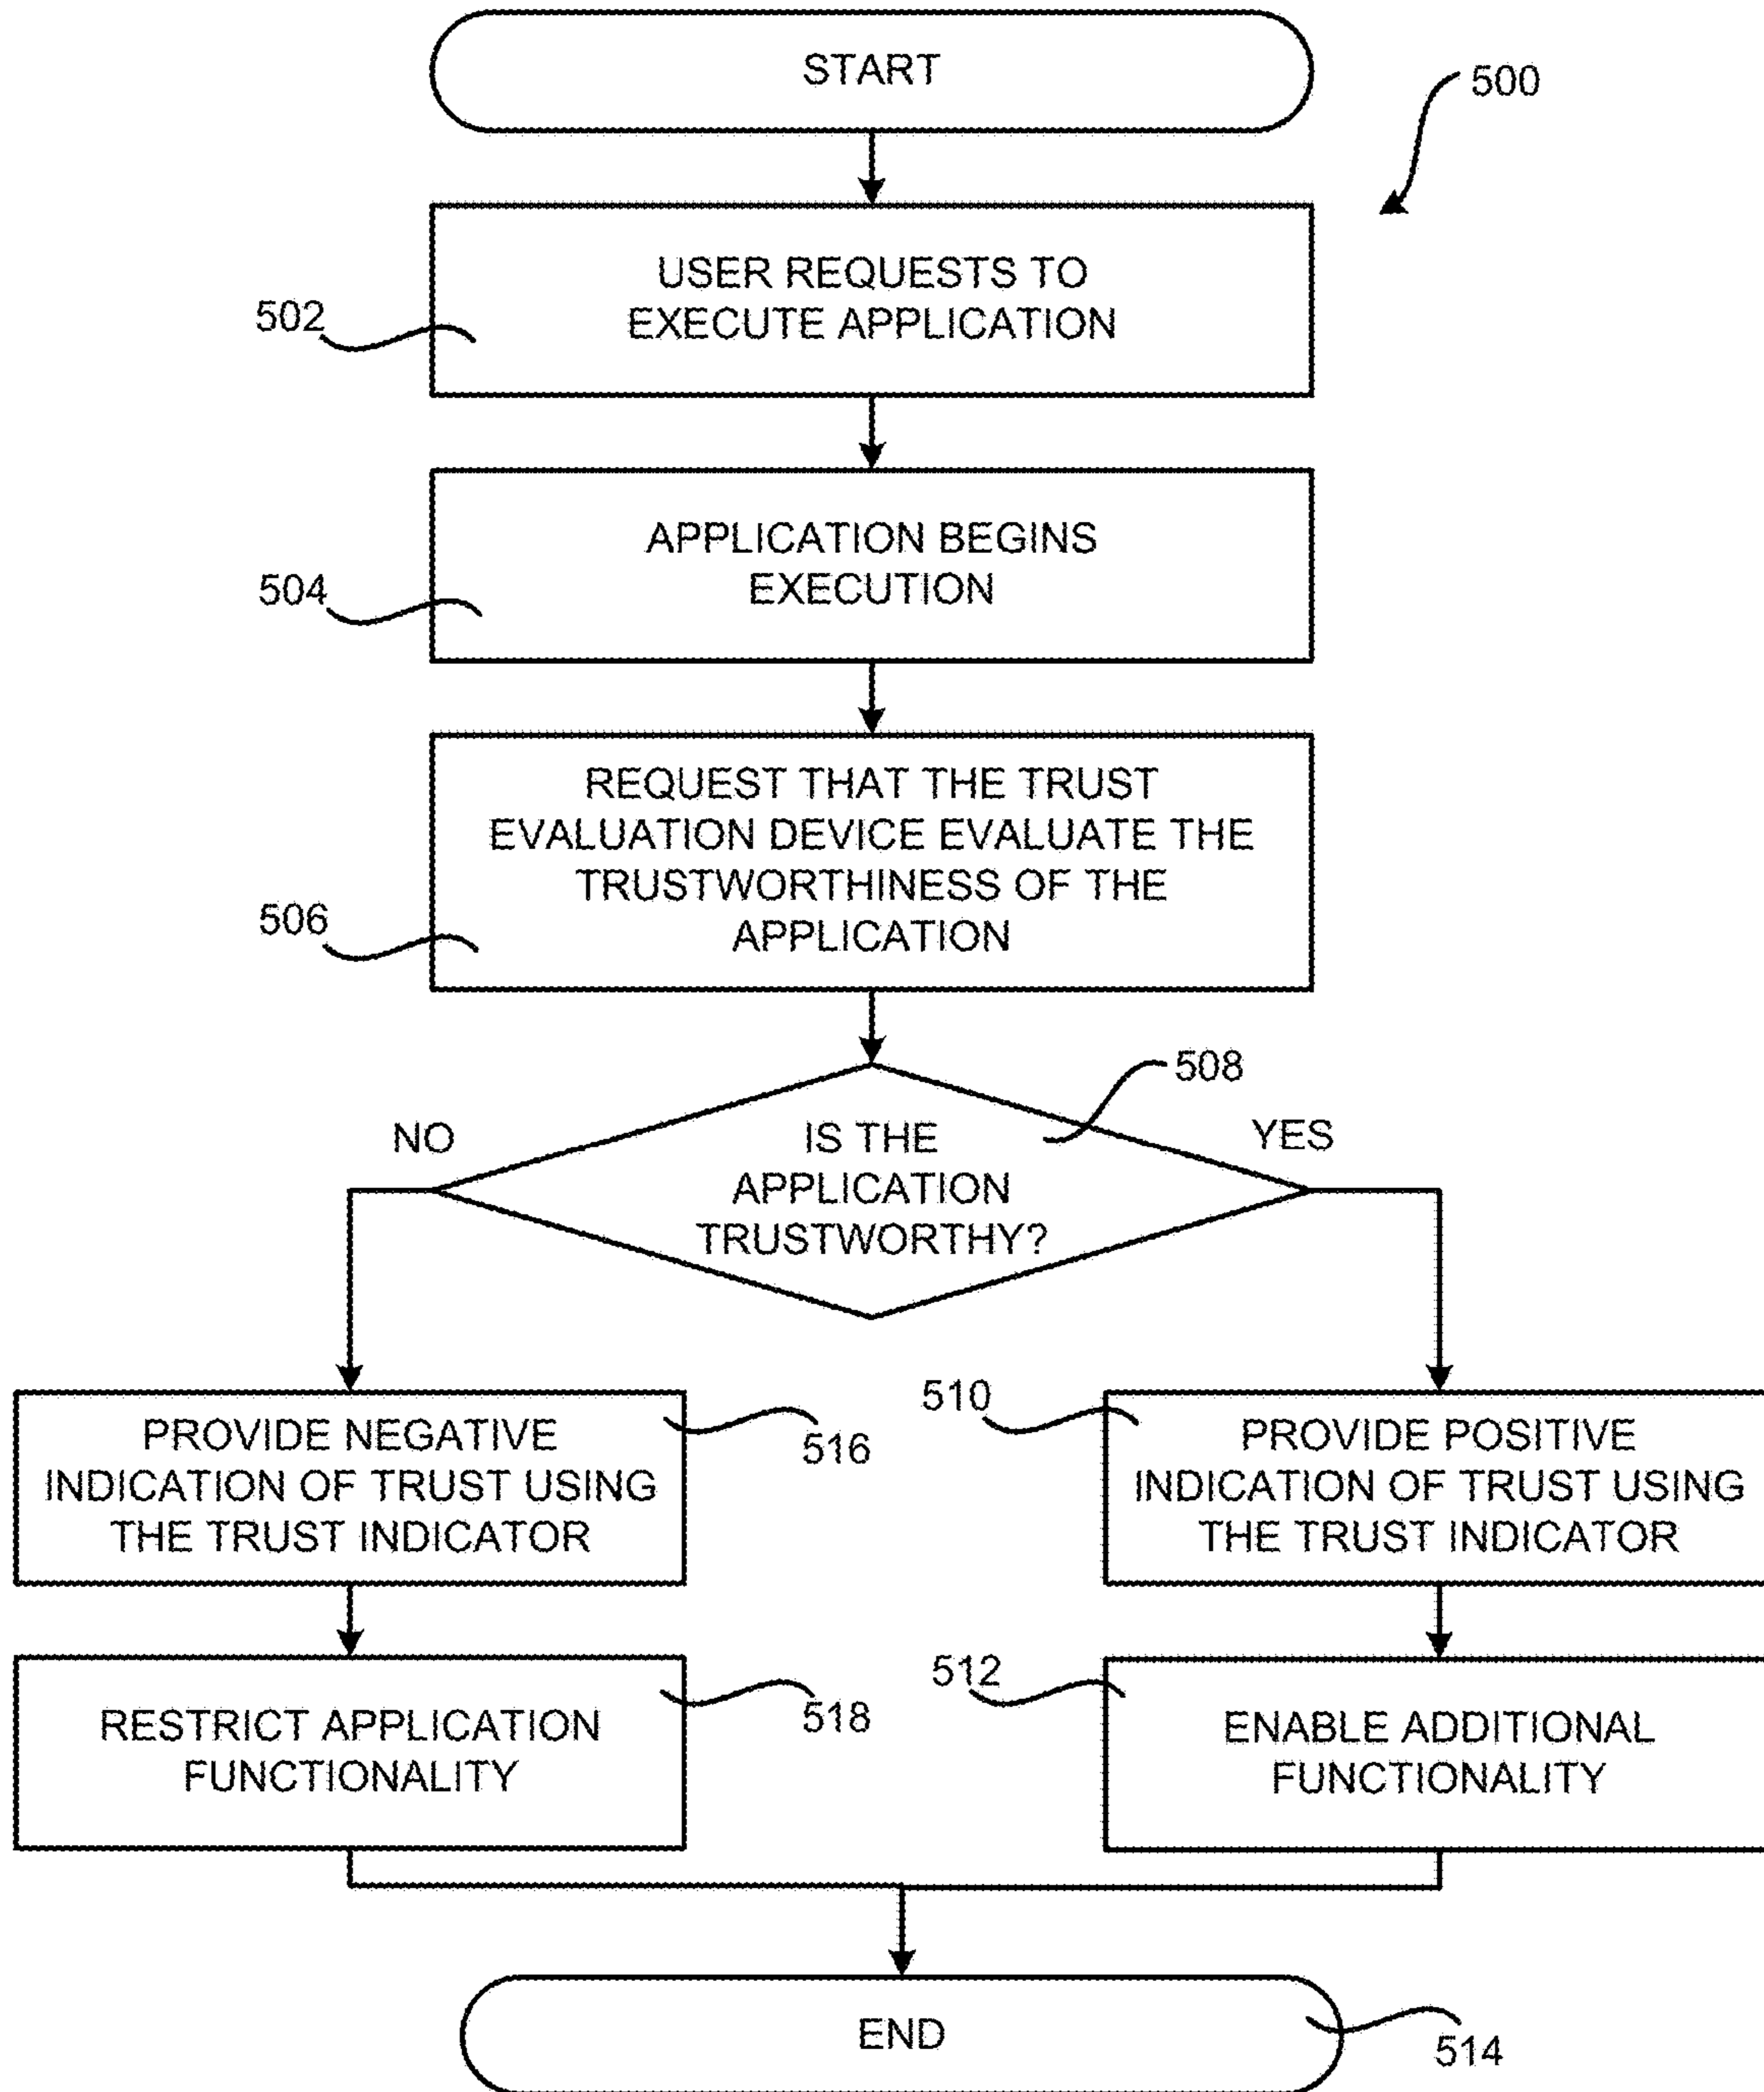 START
500
USER REQUESTS TO
EXECUTE APPLICATION
502
APPLICATION BEGINS
EXECUTION
504
REQUEST THAT THE TRUST
EVALUATION DEVICE EVALUATE THE
TRUSTWORTHINESS OF THE
APPLICATION
506
508
NO
IS THE
APPLICATION
TRUSTWORTHY?
YES
PROVIDE NEGATIVE
INDICATION OF TRUST USING
THE TRUST INDICATOR
516
510
PROVIDE POSITIVE
INDICATION OF TRUST USING
THE TRUST INDICATOR
RESTRICT APPLICATION
FUNCTIONALITY
518
512
ENABLE ADDITIONAL
FUNCTIONALITY
END
514